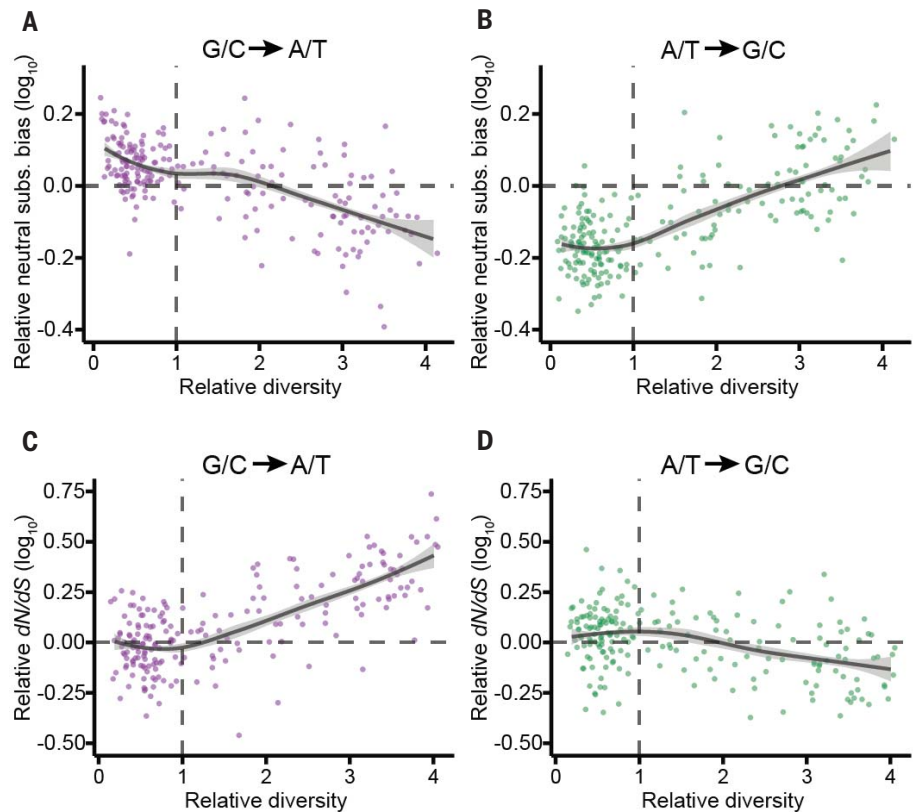 A
G/C → A/T
Relative neutral subs. bias (log10)
0.2
0.0
-0.2
-0.4
0 1 2 3 4
Relative diversity
B
A/T → G/C
Relative neutral subs. bias (log10)
0.2
0.0
-0.2
-0.4
0 1 2 3 4
Relative diversity
C
G/C → A/T
Relative dN/dS (log10)
0.75
0.50
0.25
0.00
-0.25
-0.50
0 1 2 3 4
Relative diversity
D
A/T → G/C
Relative dN/dS (log10)
0.75
0.50
0.25
0.00
-0.25
-0.50
0 1 2 3 4
Relative diversity